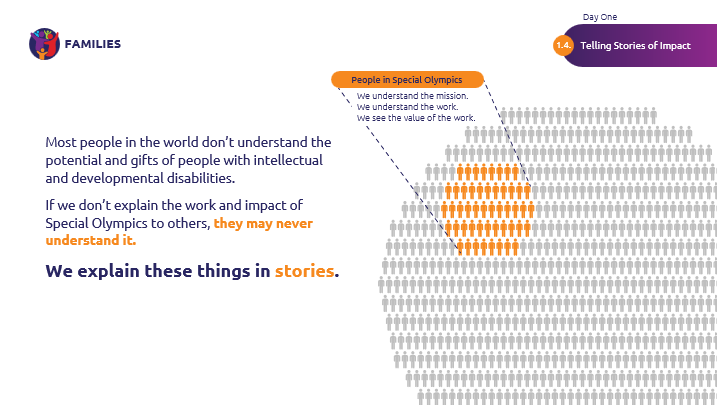 Day One
FAMILIES
1.4. Telling Stories of Impact
People in Special Olympics
We understand the mission.
We understand the work.
We see the value of the work.
Most people in the world don’t understand the
potential and gifts of people with intellectual
and developmental disabilities.
If we don’t explain the work and impact of
Special Olympics to others, they may never
understand it.
We explain these things in stories.